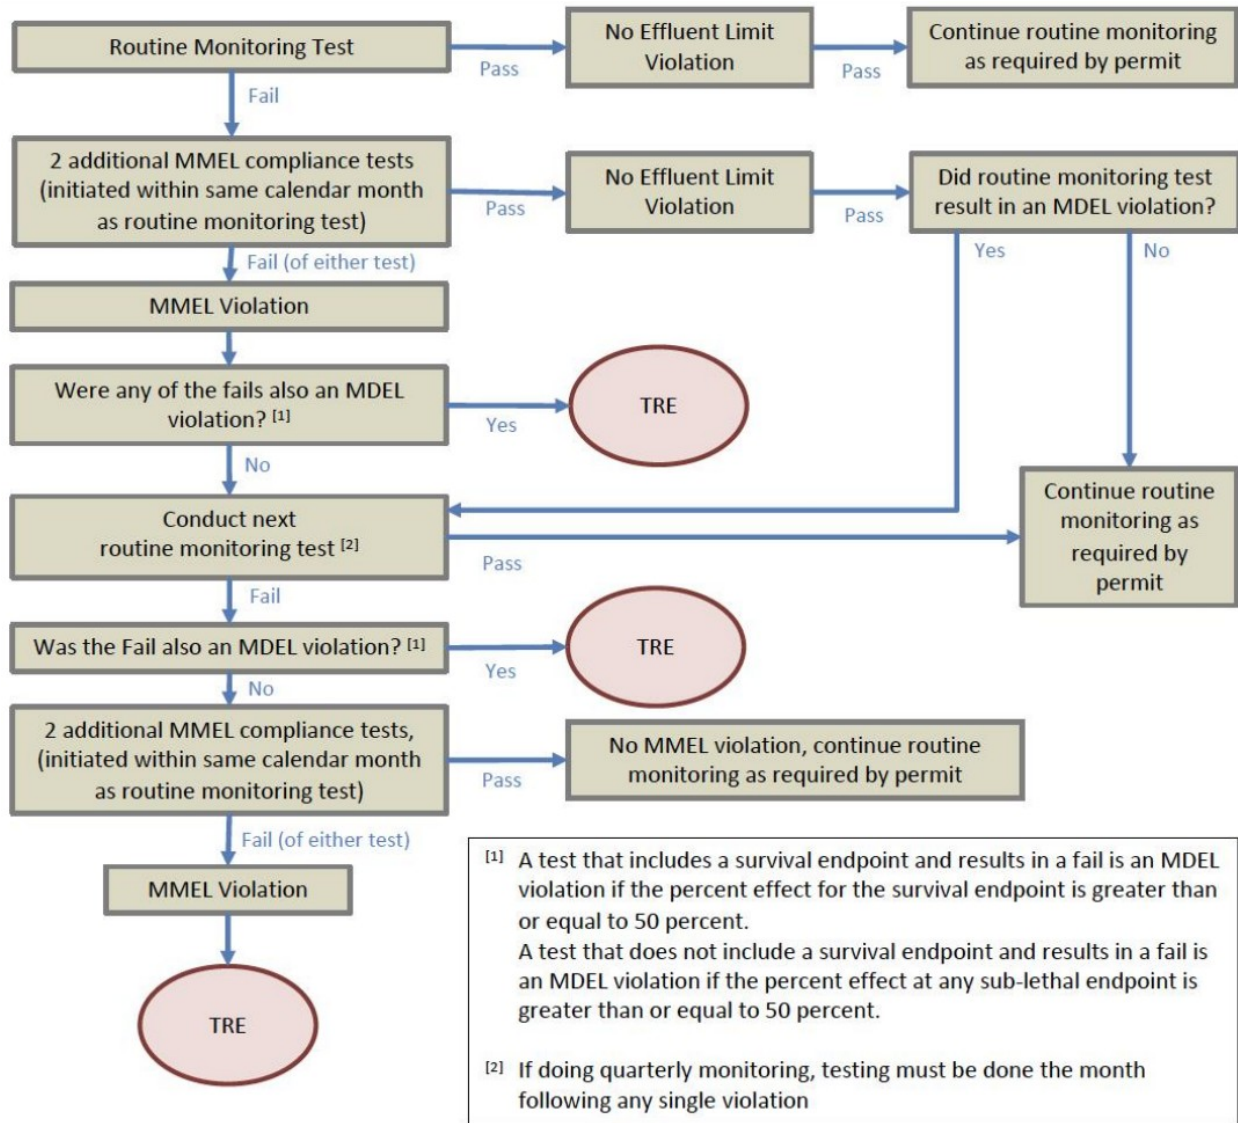 Routine Monitoring Test
Pass
No Effluent Limit
Violation
Pass
Continue routine monitoring
as required by permit
Fail
2 additional MMEL compliance tests
(initiated within same calendar month
as routine monitoring test)
Pass
No Effluent Limit
Violation
Pass
Did routine monitoring test
result in an MDEL violation?
Yes
No
Fail (of either test)
MMEL Violation
Were any of the fails also an MDEL
violation? [1]
Yes
TRE
No
Conduct next
routine monitoring test [2]
Pass
Continue routine
monitoring as
required by
permit
Fail
Was the Fail also an MDEL violation? [1]
Yes
TRE
No
2 additional MMEL compliance tests,
(initiated within same calendar month
as routine monitoring test)
Pass
No MMEL violation, continue routine
monitoring as required by permit
Fail (of either test)
MMEL Violation
TRE
[1] A test that includes a survival endpoint and results in a fail is an MDEL
violation if the percent effect for the survival endpoint is greater than
or equal to 50 percent.
A test that does not include a survival endpoint and results in a fail is
an MDEL violation if the percent effect at any sub-lethal endpoint is
greater than or equal to 50 percent.
[2] If doing quarterly monitoring, testing must be done the month
following any single violation